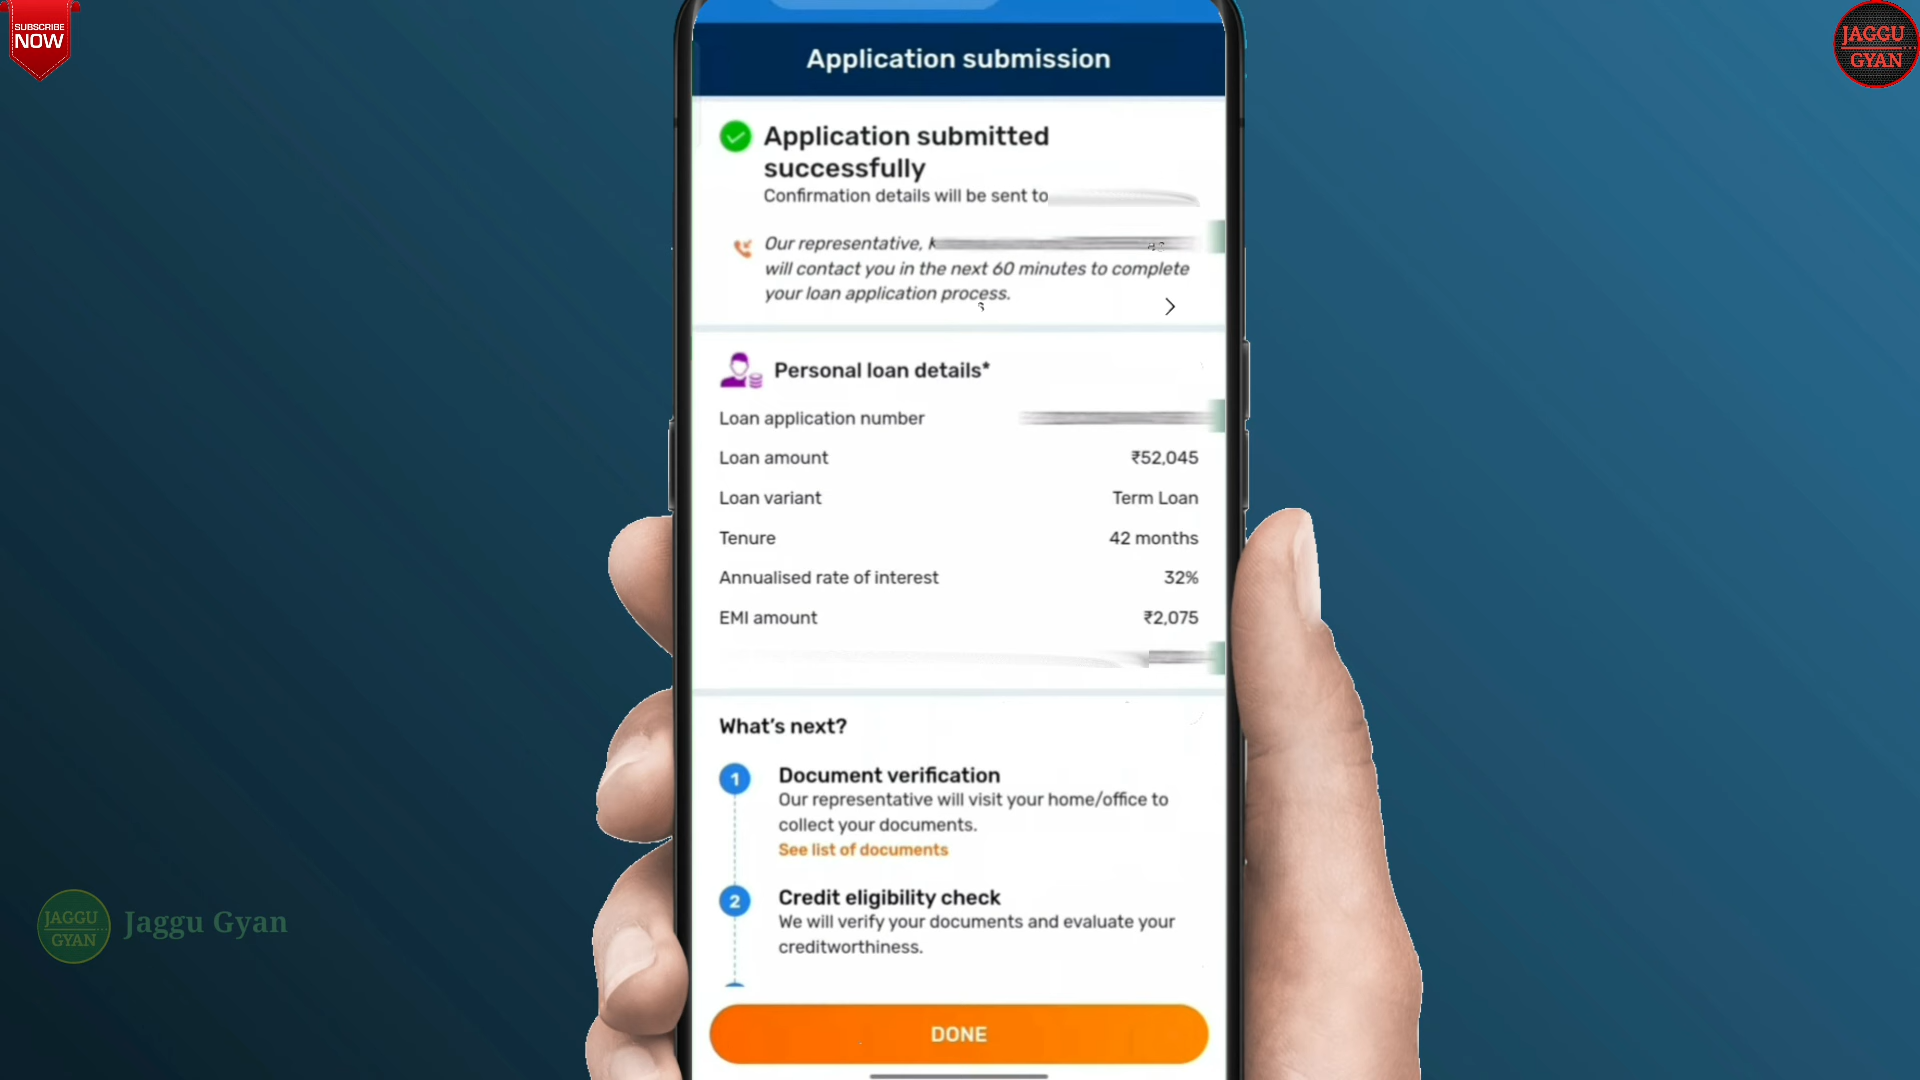 SUBSCRIBE
NOW
JAGGU
GYAN
Application submission
Application submitted
successfully
Confirmation details will be sent to
Our representative,
will contact you in the next 60 minutes to complete
your loan application process.
Personal loan details*
Loan application number
Loan amount ₹52,045
Loan variant Term Loan
Tenure 42 months
Annualised rate of interest 32%
EMI amount ₹2,075
What's next?
1 Document verification
Our representative will visit your home/office to
collect your documents.
See list of documents
2 Credit eligibility check
We will verify your documents and evaluate your
creditworthiness.
JAGGU
GYAN
Jaggu Gyan
DONE